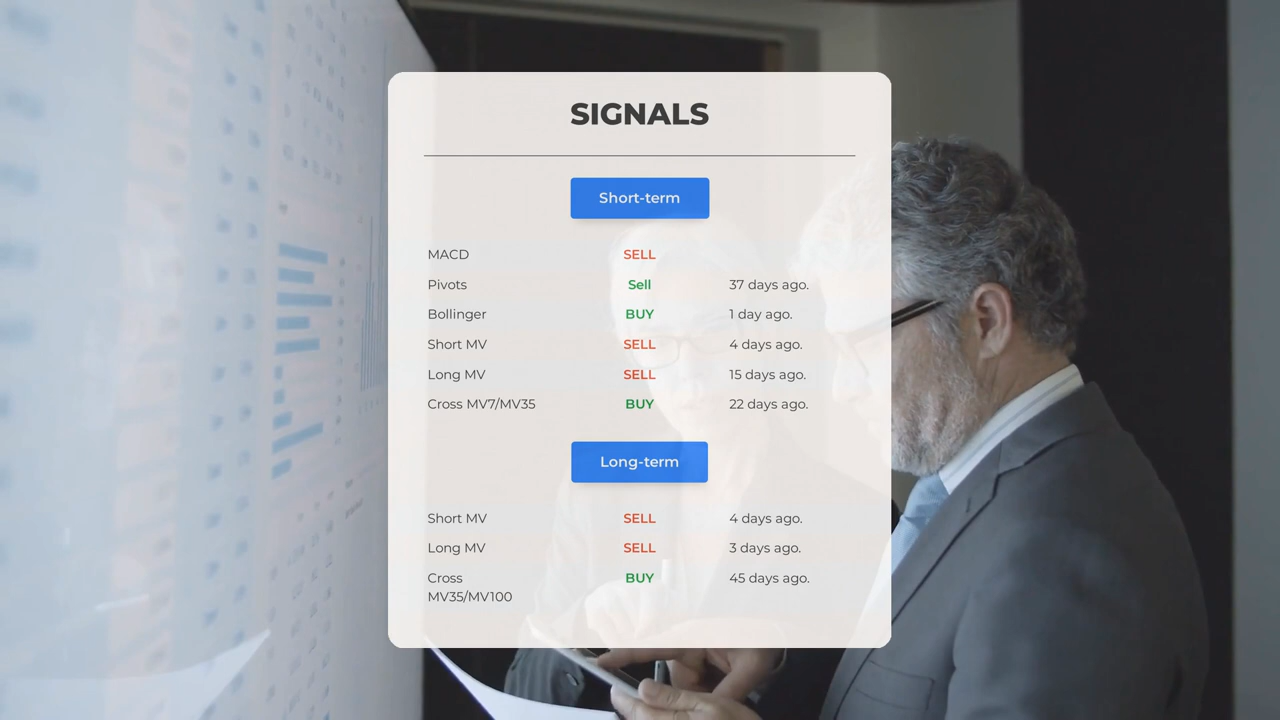 SIGNALS
Short-term
MACD SELL
Pivots Sell 37 days ago.
Bollinger BUY 1 day ago.
Short MV SELL 4 days ago.
Long MV SELL 15 days ago.
Cross MV7/MV35 BUY 22 days ago.
Long-term
Short MV SELL 4 days ago.
Long MV SELL 3 days ago.
Cross BUY 45 days ago.
MV35/MV100